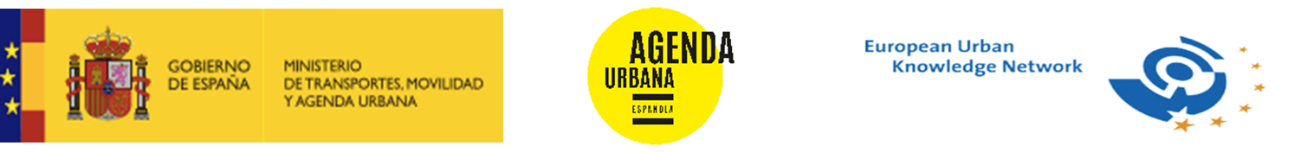 GOBIERNO
DE ESPAÑA
MINISTERIO
DE TRANSPORTES, MOVILIDAD
Y AGENDA URBANA
AGENDA
URBANA
ESPAÑOLA
European Urban
Knowledge Network